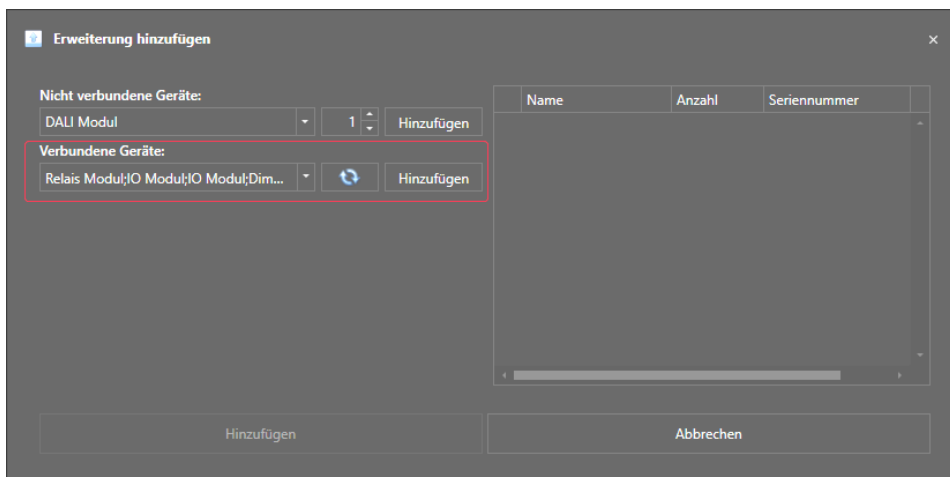 Erweiterung hinzufügen
Nicht verbundene Geräte:
DALI Modul 1 Hinzufügen
Verbundene Geräte:
Relais Modul;IO Modul;IO Modul;Dim... Hinzufügen
Name Anzahl Seriennummer
Hinzufügen Abbrechen